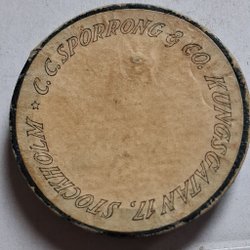 C.C. SPORRONG & CO. KUNGSGATAN 17, STOCKHOLM ★